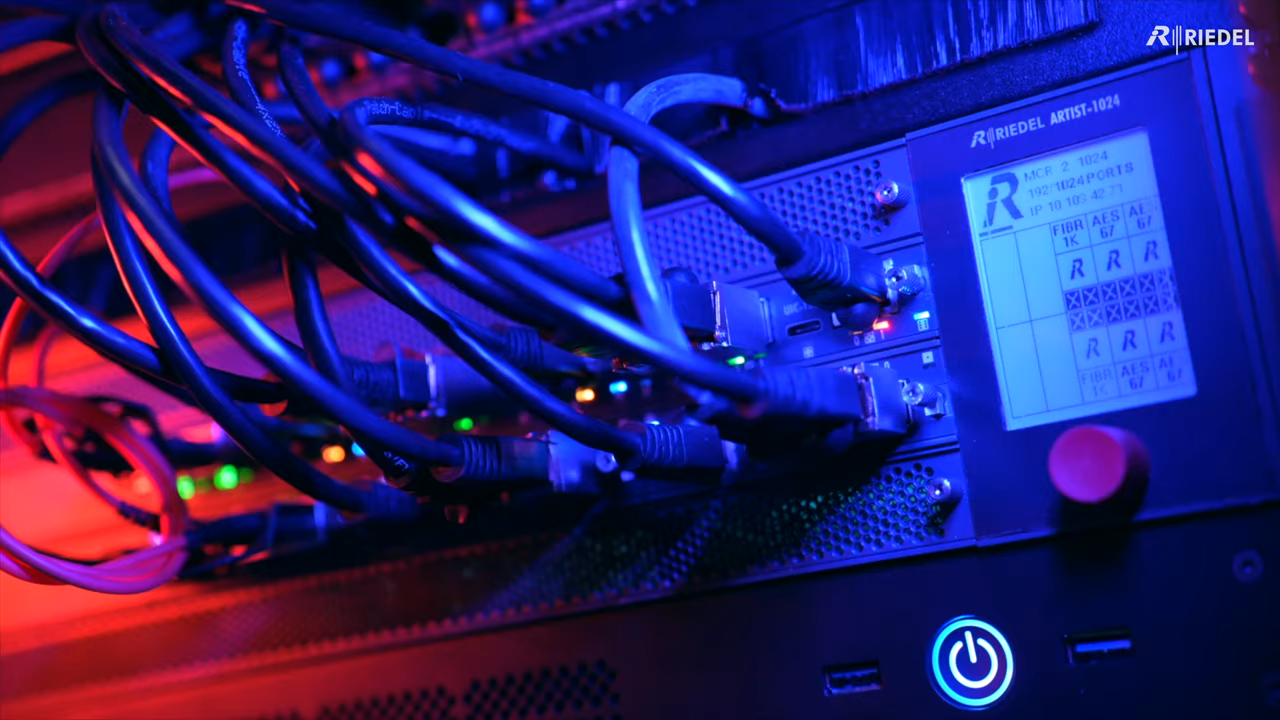 RIEDEL
RIEDEL ARTIST-1024
MCR 2 1024
192/1024 PORTS
FIBR AES AE
1K 67 67
R R R
R R R
FIBR AES AE
1K 67 67